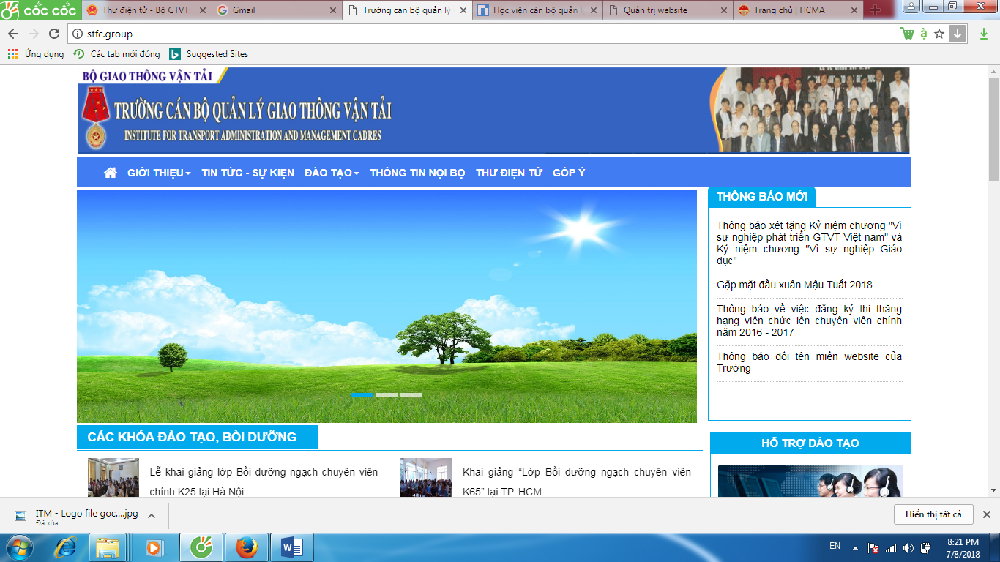 cốc cốc
Thư điện tử - Bộ GTVT:
Gmail
Trường cán bộ quản lý
Học viện cán bộ quản
Quản trị website
Trang chủ | HCMA
stfc.group
Ứng dụng
Các tab mới đóng
Suggested Sites
BỘ GIAO THÔNG VẬN TẢI
TRƯỜNG CÁN BỘ QUẢN LÝ GIAO THÔNG VẬN TẢI
INSTITUTE FOR TRANSPORT ADMINISTRATION AND MANAGEMENT CADRES
GIỚI THIỆU
TIN TỨC - SỰ KIỆN
ĐÀO TẠO
THÔNG TIN NỘI BỘ
THƯ ĐIỆN TỬ
GÓP Ý
THÔNG BÁO MỚI
Thông báo xét tặng Kỷ niệm chương "Vì
sự nghiệp phát triển GTVT Việt nam" và
Kỷ niệm chương "Vì sự nghiệp Giáo
dục"
Gặp mặt đầu xuân Mậu Tuất 2018
Thông báo về việc đăng ký thi thăng
hạng viên chức lên chuyên viên chính
năm 2016 - 2017
Thông báo đổi tên miền website của
Trường
CÁC KHÓA ĐÀO TẠO, BỒI DƯỠNG
Lễ khai giảng lớp Bồi dưỡng ngạch chuyên viên
chính K25 tại Hà Nội
Khai giảng “Lớp Bồi dưỡng ngạch chuyên viên
K65” tại TP. HCM
HỖ TRỢ ĐÀO TẠO
ITM - Logo file goc....jpg
Đã xóa
Hiển thị tất cả
EN
8:21 PM
7/8/2018